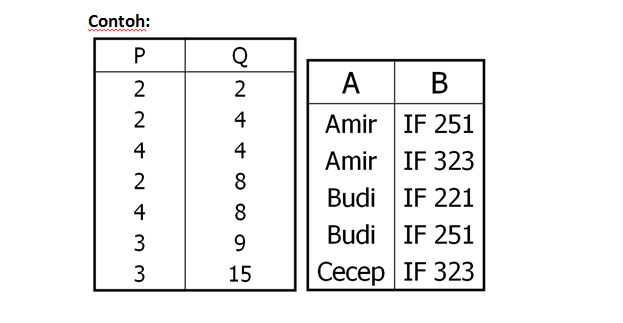 Contoh:
P Q
2 2
2 4
4 4
2 8
4 8
3 9
3 15
A B
Amir IF 251
Amir IF 323
Budi IF 221
Budi IF 251
Cecep IF 323